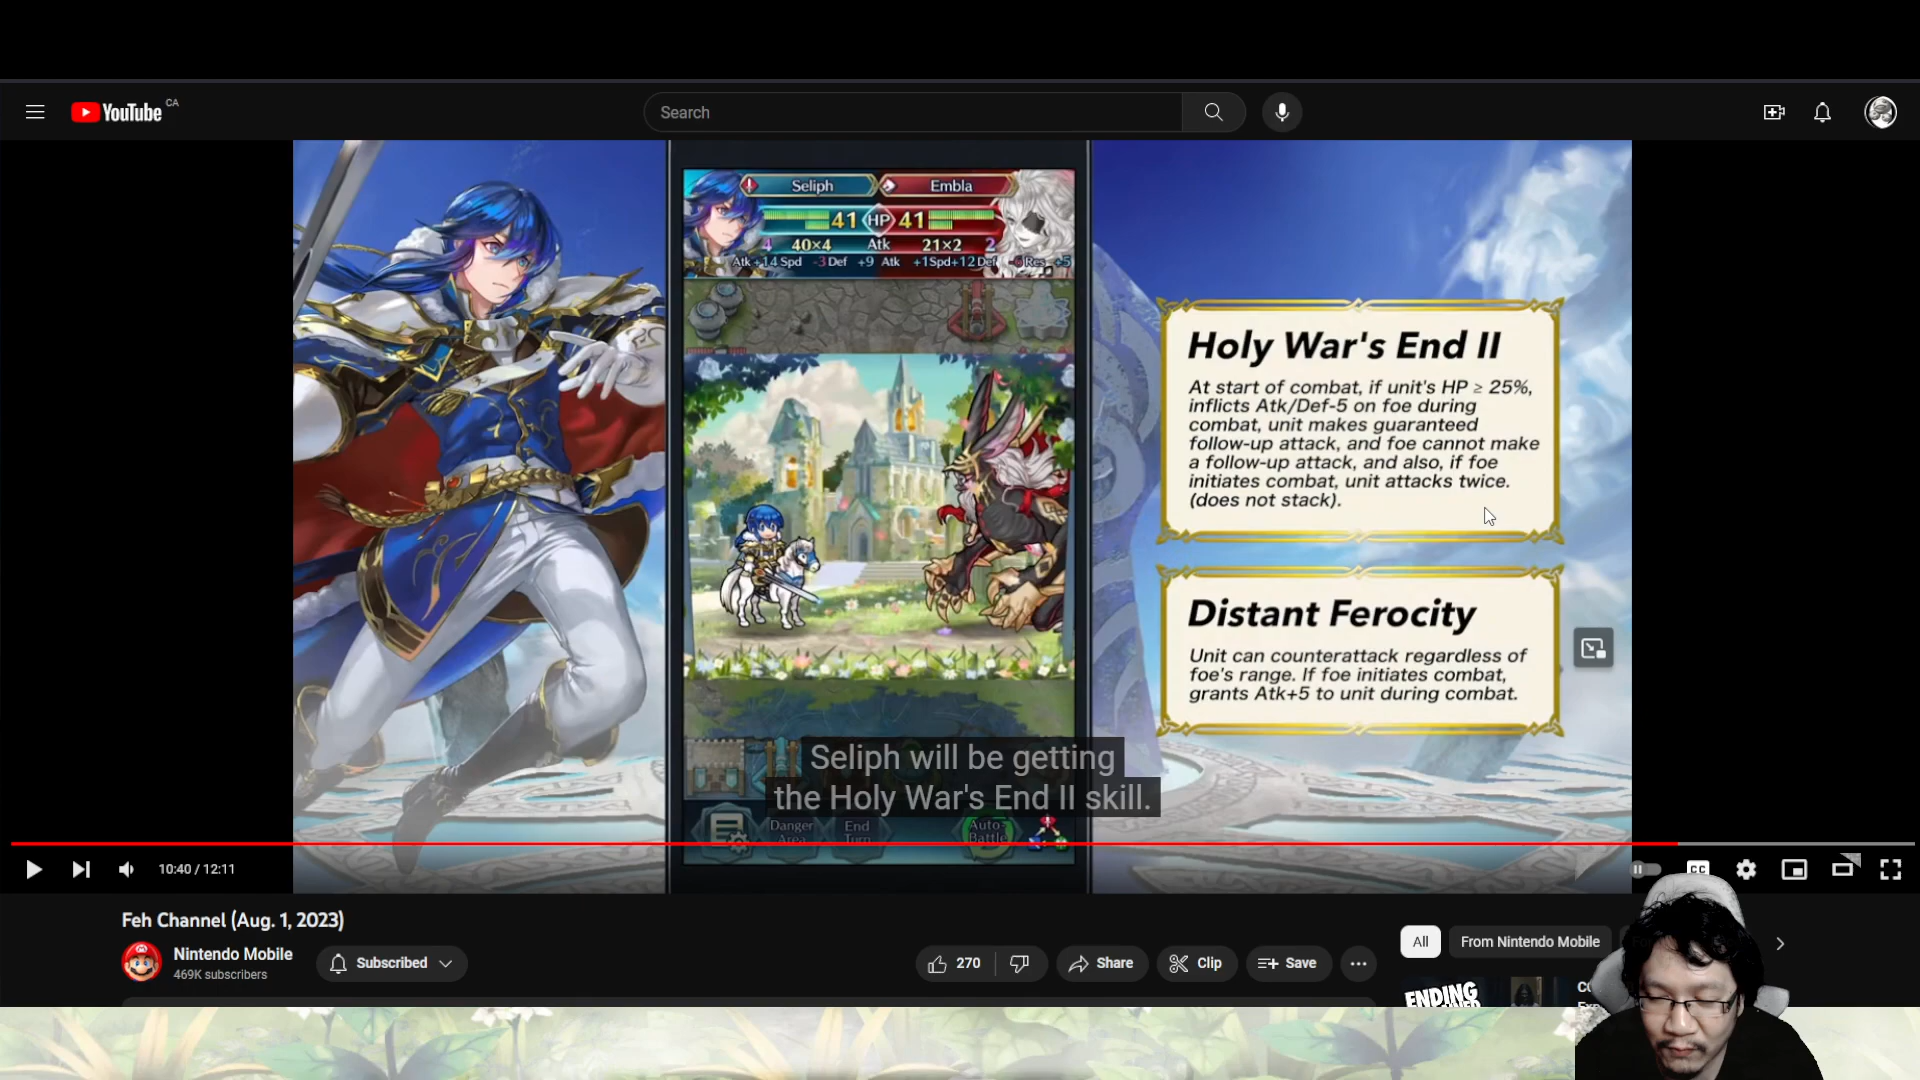 YouTube CA
Search
Seliph
Embla
41 HP 41
4 40×4 Atk 21×2 2
Atk +14 Spd -3 Def +9 Atk +1 Spd +12 Def Res +5
Holy War's End II
At start of combat, if unit's HP ≥ 25%,
inflicts Atk/Def-5 on foe during
combat, unit makes guaranteed
follow-up attack, and foe cannot make
a follow-up attack, and also, if foe
initiates combat, unit attacks twice.
(does not stack).
Distant Ferocity
Unit can counterattack regardless of
foe's range. If foe initiates combat,
grants Atk+5 to unit during combat.
Seliph will be getting
the Holy War's End II skill.
Danger
Area
End
Turn
Auto-
Battle
10:40 / 12:11
CC
Feh Channel (Aug. 1, 2023)
Nintendo Mobile
469K subscribers
Subscribed
270
Share
Clip
Save
All
From Nintendo Mobile
ENDING